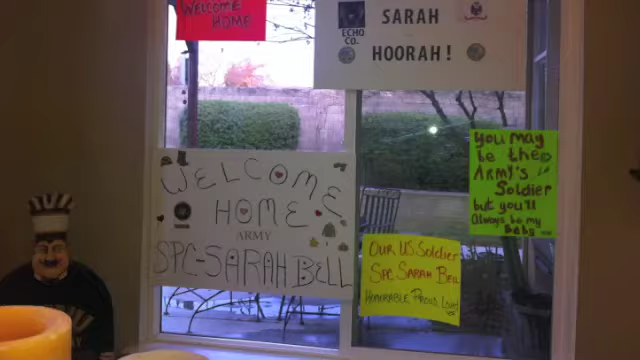 WELCOME
HOME
SARAH
ECHO
CO.
HOORAH!
WELCOME
HOME
ARMY
SPC-SARAH BELL
You may
be the
ARMY'S
Soldier
but you'll
Always be my
Baby
OUR US Soldier
SPC SARAH BELL
HONORABLE, PROUD, LOVE!